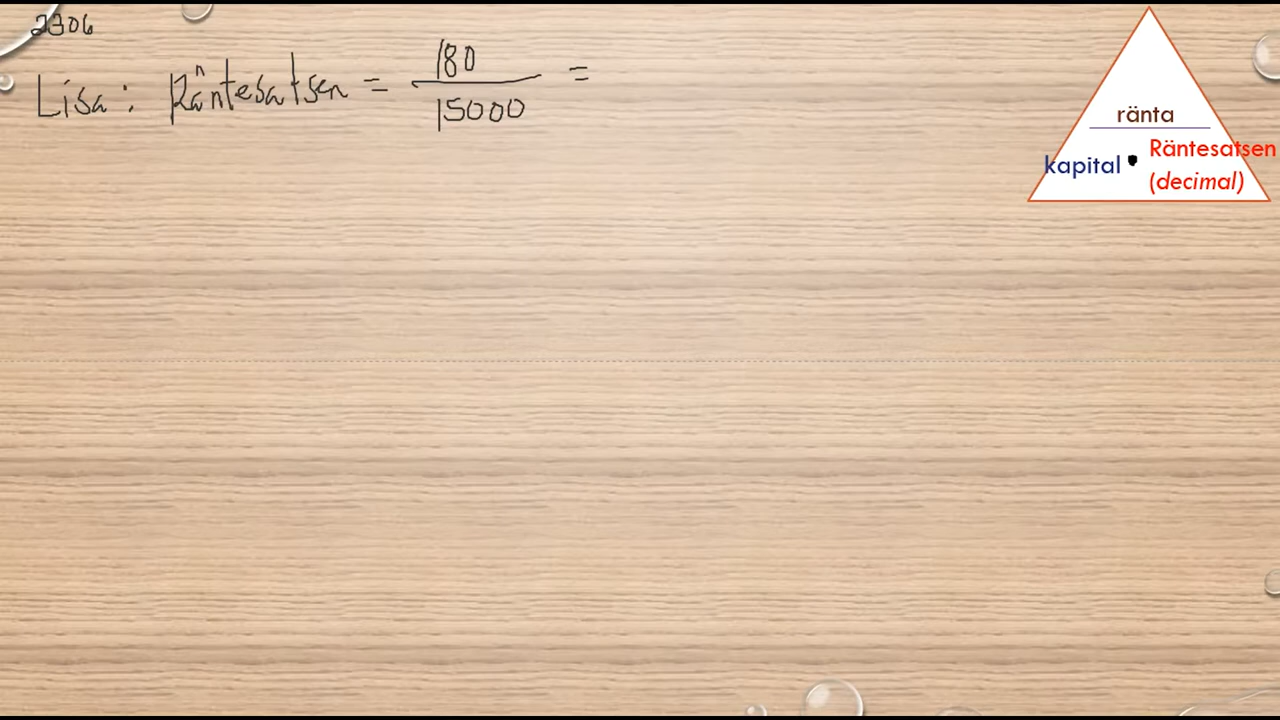 2306
Lisa: Räntesatsen = 180 / 15000 =
ränta
kapital • Räntesatsen
(decimal)